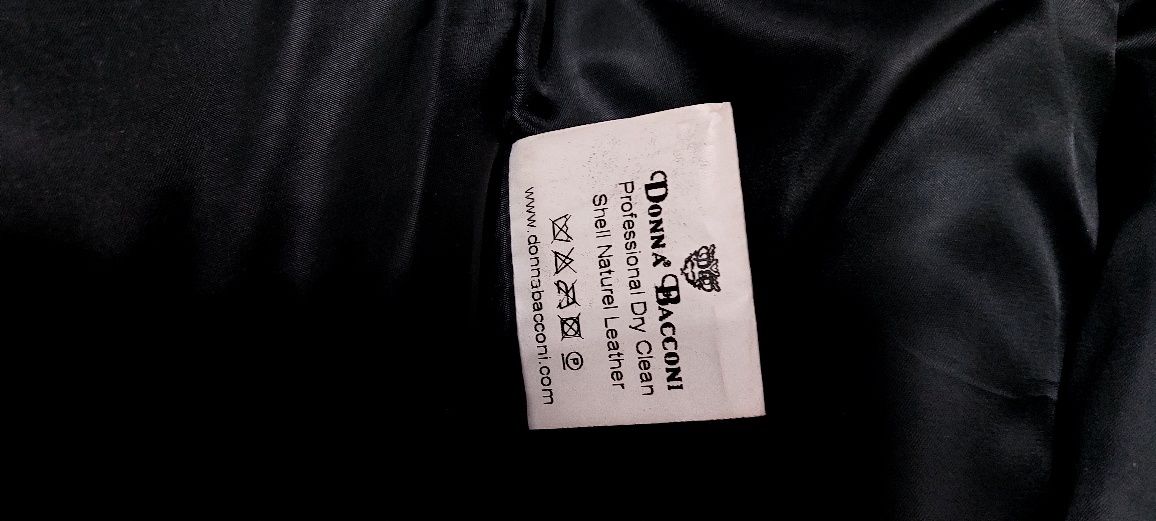 DONNA BACCONI
Professional Dry Clean
Shell Naturel Leather
P
www.donnabacconi.com